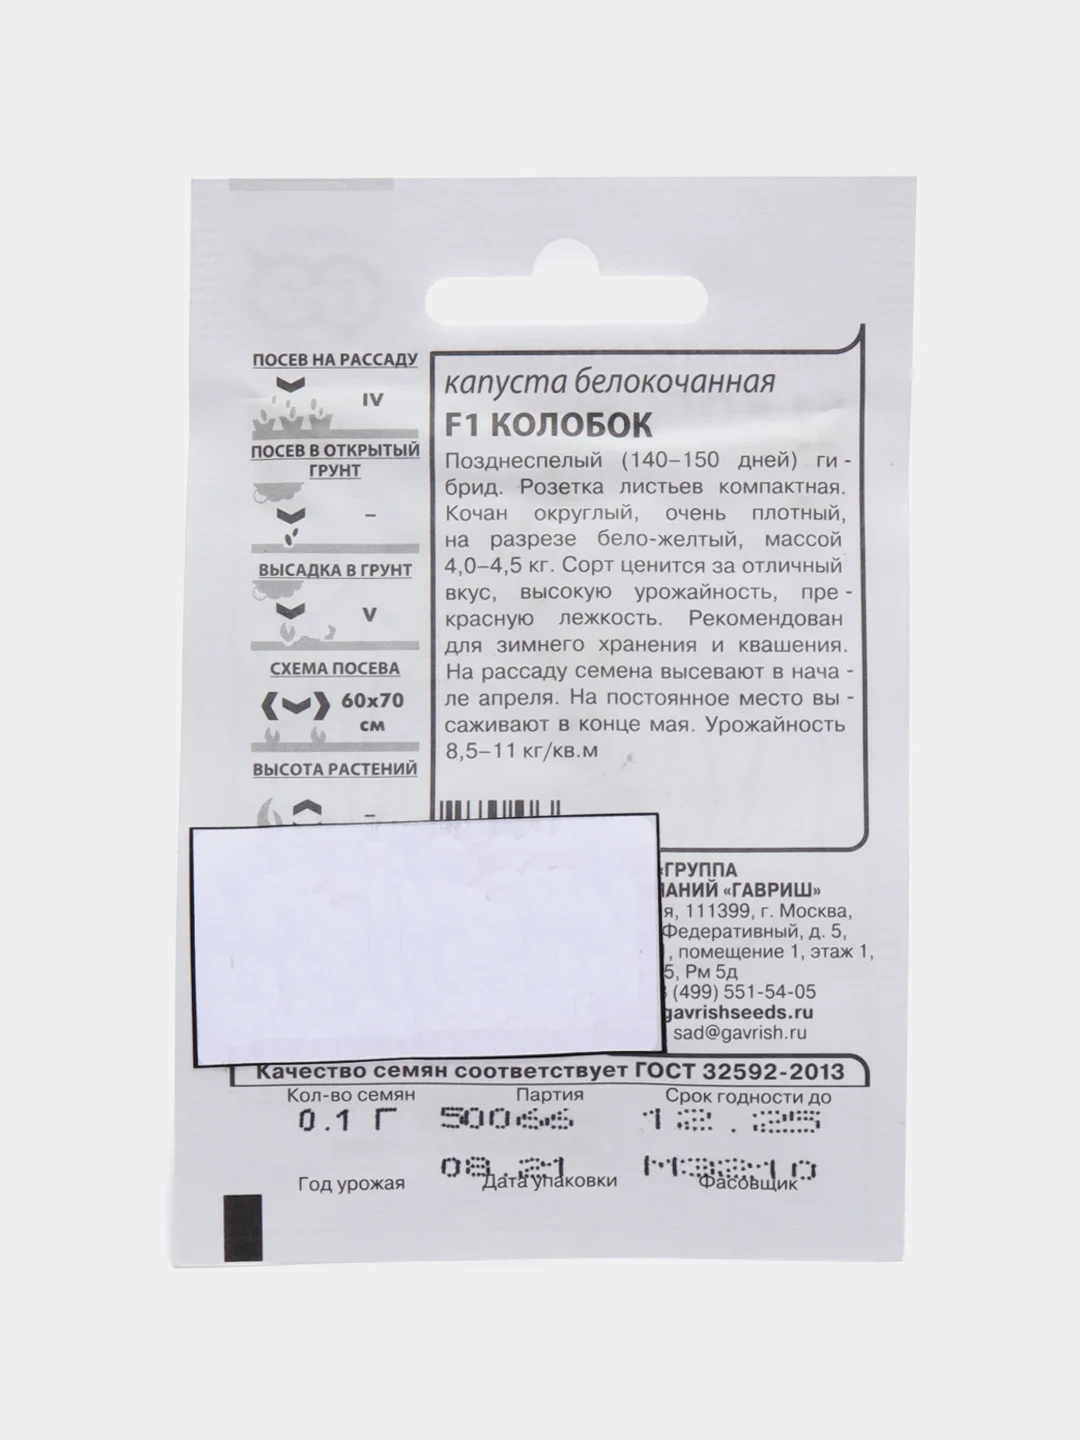 ПОСЕВ НА РАССАДУ
IV
ПОСЕВ В ОТКРЫТЫЙ
ГРУНТ
–
ВЫСАДКА В ГРУНТ
V
СХЕМА ПОСЕВА
60х70
см
ВЫСОТА РАСТЕНИЙ
–
капуста белокочанная
F1 КОЛОБОК
Позднеспелый (140–150 дней) ги-
брид. Розетка листьев компактная.
Кочан округлый, очень плотный,
на разрезе бело-желтый, массой
4,0–4,5 кг. Сорт ценится за отличный
вкус, высокую урожайность, пре-
красную лежкость. Рекомендован
для зимнего хранения и квашения.
На рассаду семена высевают в нача-
ле апреля. На постоянное место вы-
саживают в конце мая. Урожайность
8,5–11 кг/кв.м
«ГРУППА
АНИЙ «ГАВРИШ»
я, 111399, г. Москва,
Федеративный, д. 5,
, помещение 1, этаж 1,
5, Рм 5д
(499) 551-54-05
gavrishseeds.ru
sad@gavrish.ru
Качество семян соответствует ГОСТ 32592-2013
Кол-во семян Партия Срок годности до
0.1 Г 50066 12.25
08.21
Год урожая Дата упаковки Фасовщик